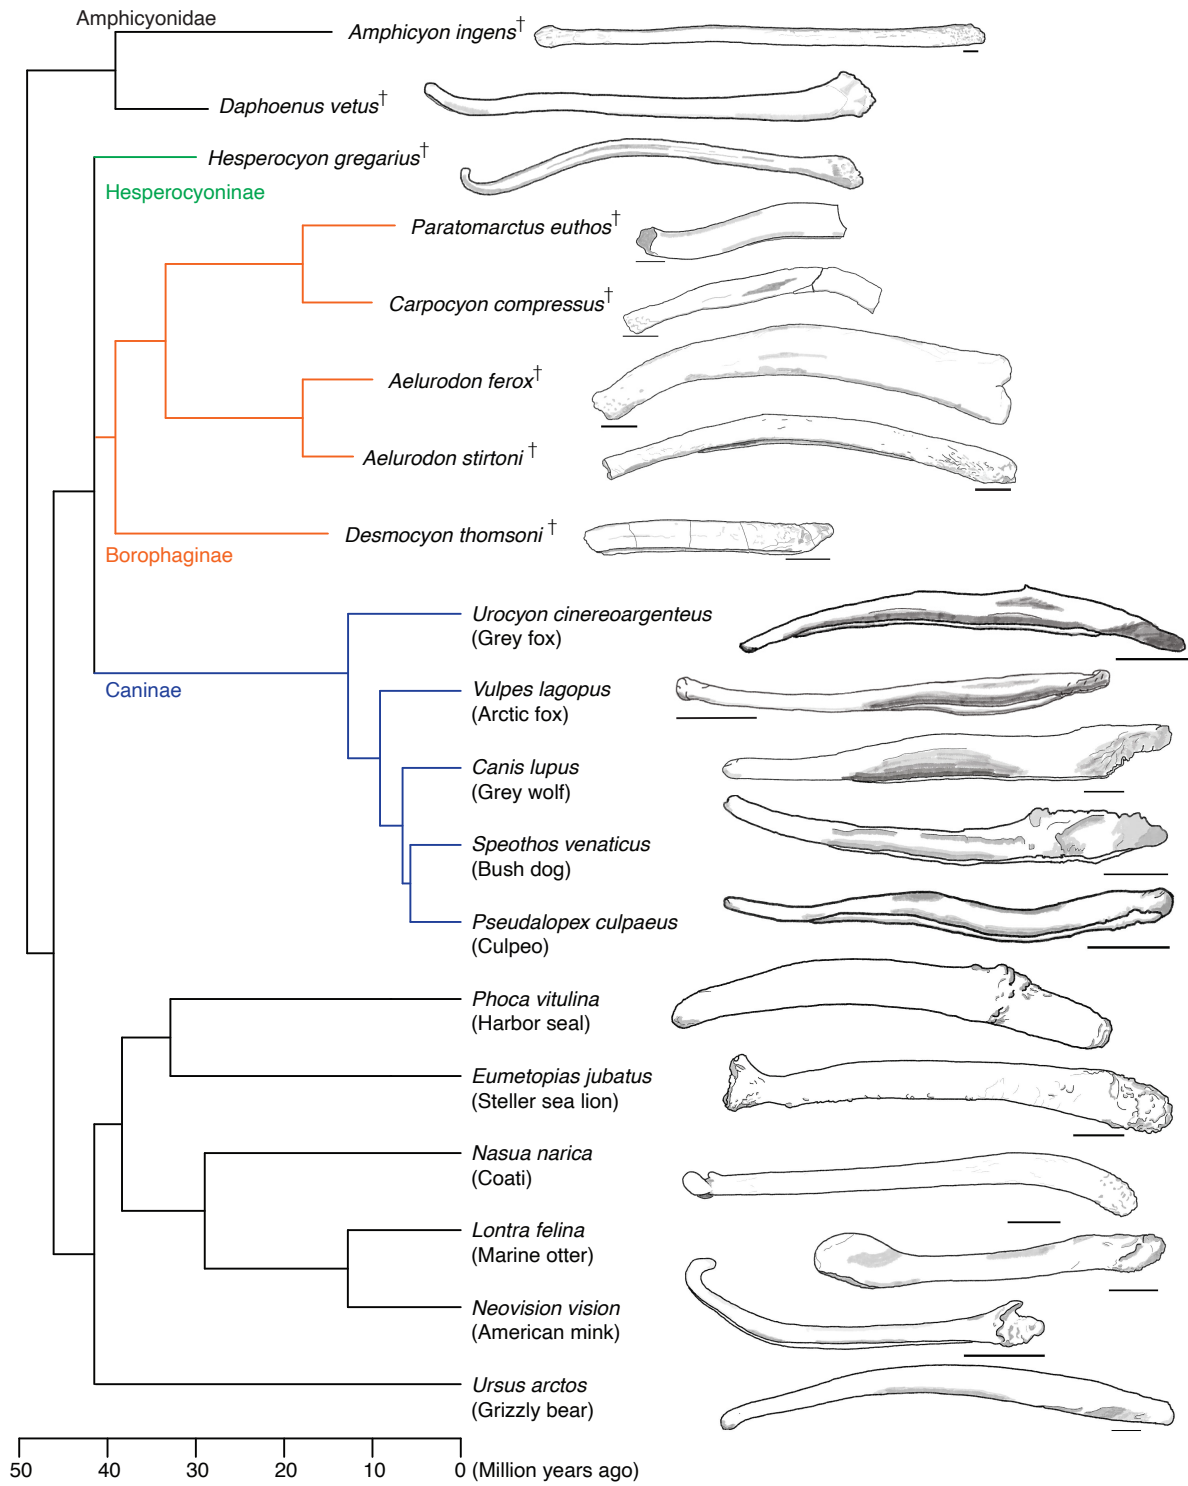 Amphicyonidae
Amphicyon ingens†
Daphoenus vetus†
Hesperocyon gregarius†
Hesperocyoninae
Paratomarctus euthos†
Carpocyon compressus†
Aelurodon ferox†
Aelurodon stirtoni †
Desmocyon thomsoni †
Borophaginae
Urocyon cinereoargenteus
(Grey fox)
Caninae
Vulpes lagopus
(Arctic fox)
Canis lupus
(Grey wolf)
Speothos venaticus
(Bush dog)
Pseudalopex culpaeus
(Culpeo)
Phoca vitulina
(Harbor seal)
Eumetopias jubatus
(Steller sea lion)
Nasua narica
(Coati)
Lontra felina
(Marine otter)
Neovision vision
(American mink)
Ursus arctos
(Grizzly bear)
50 40 30 20 10 0 (Million years ago)